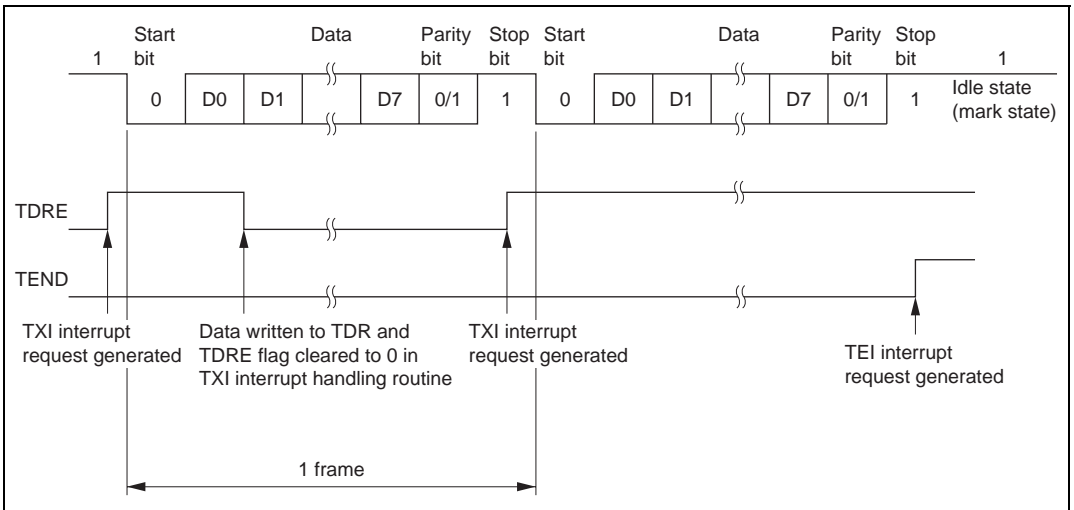 Start Data Parity Stop Start Data Parity Stop
1 bit bit bit bit bit bit 1
0 D0 D1 D7 0/1 1 0 D0 D1 D7 0/1 1 Idle state
(mark state)
TDRE
TEND
TXI interrupt
request generated
Data written to TDR and
TDRE flag cleared to 0 in
TXI interrupt handling routine
TXI interrupt
request generated
TEI interrupt
request generated
1 frame